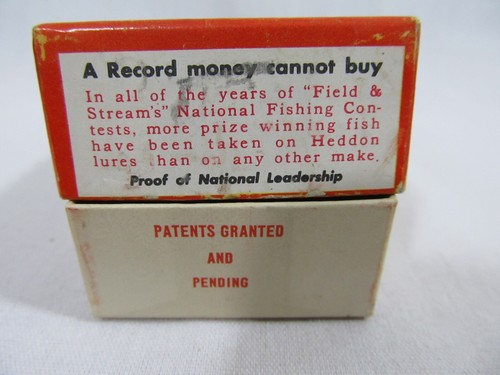 A Record money cannot buy
In all of the years of "Field &
Stream's" National Fishing Con-
tests, more prize winning fish
have been taken on Heddon
lures than on any other make.
Proof of National Leadership
PATENTS GRANTED
AND
PENDING